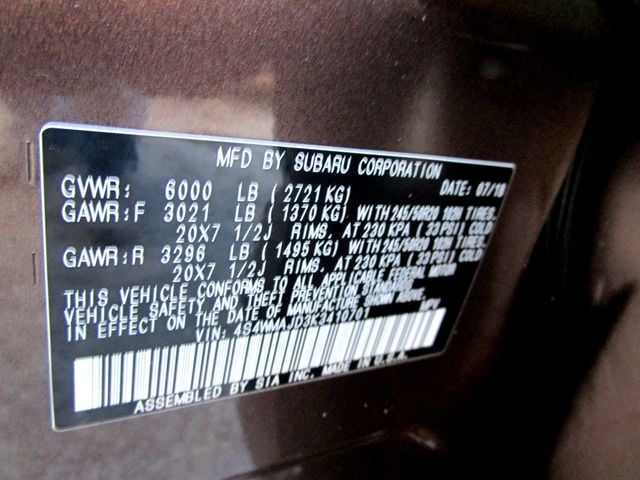 MFD BY SUBARU CORPORATION
GVWR: 6000 LB ( 2721 KG) DATE: 07/18
GAWR:F 3021 LB ( 1370 KG) WITH 245/50R20 102H TIRES,
20X7 1/2J RIMS, AT 230 KPA ( 33 PSI) COLD
GAWR:R 3296 LB ( 1495 KG) WITH 245/50R20 102H TIRES,
20X7 1/2J RIMS, AT 230 KPA ( 33 PSI) COLD
THIS VEHICLE CONFORMS TO ALL APPLICABLE FEDERAL MOTOR
VEHICLE SAFETY AND THEFT PREVENTION STANDARDS
IN EFFECT ON THE DATE OF MANUFACTURE SHOWN ABOVE.
VIN: 4S4WMAJD3K3410701 MPV
ASSEMBLED BY SIA INC. MADE IN U.S.A.